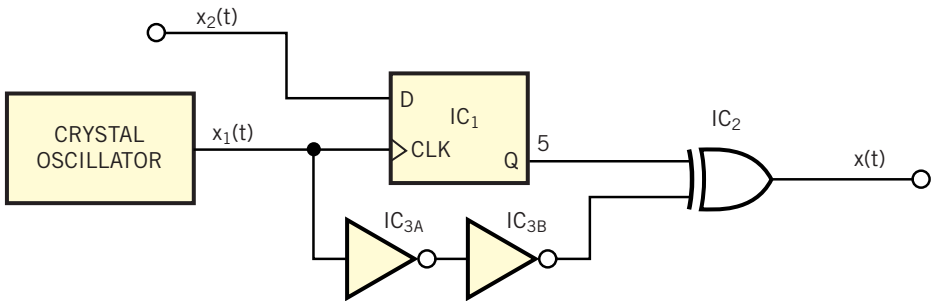 x₂(t)
CRYSTAL
OSCILLATOR
x₁(t)
D
IC₁
CLK
Q
5
IC₂
x(t)
IC₃A
IC₃B